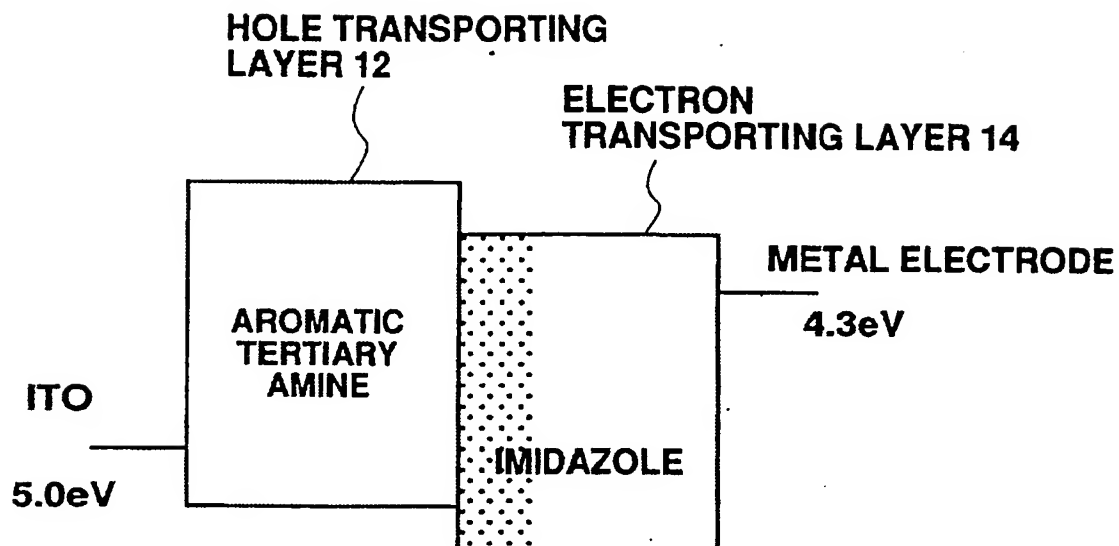 HOLE TRANSPORTING
LAYER 12
ELECTRON
TRANSPORTING LAYER 14
METAL ELECTRODE
4.3eV
AROMATIC
TERTIARY
AMINE
ITO
IMIDAZOLE
5.0eV